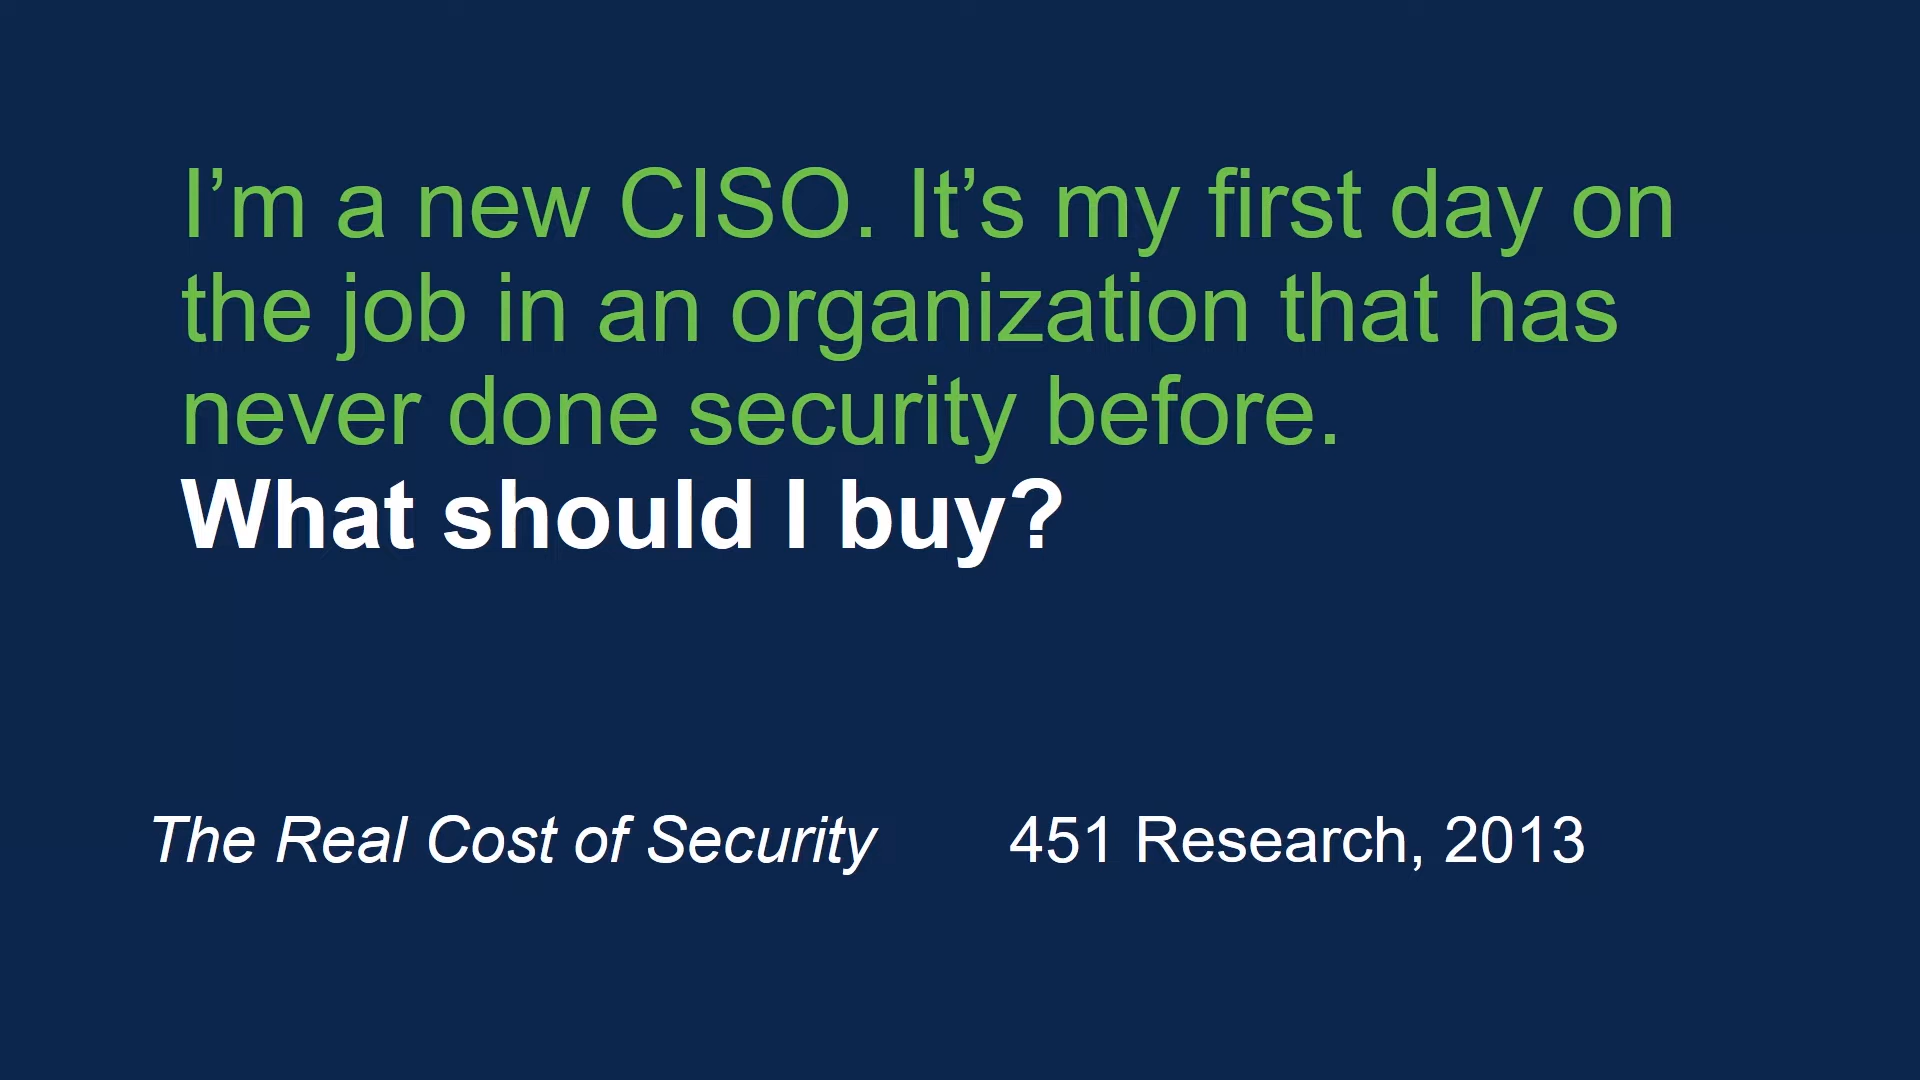 I’m a new CISO. It’s my first day on
the job in an organization that has
never done security before.
What should I buy?
The Real Cost of Security 451 Research, 2013